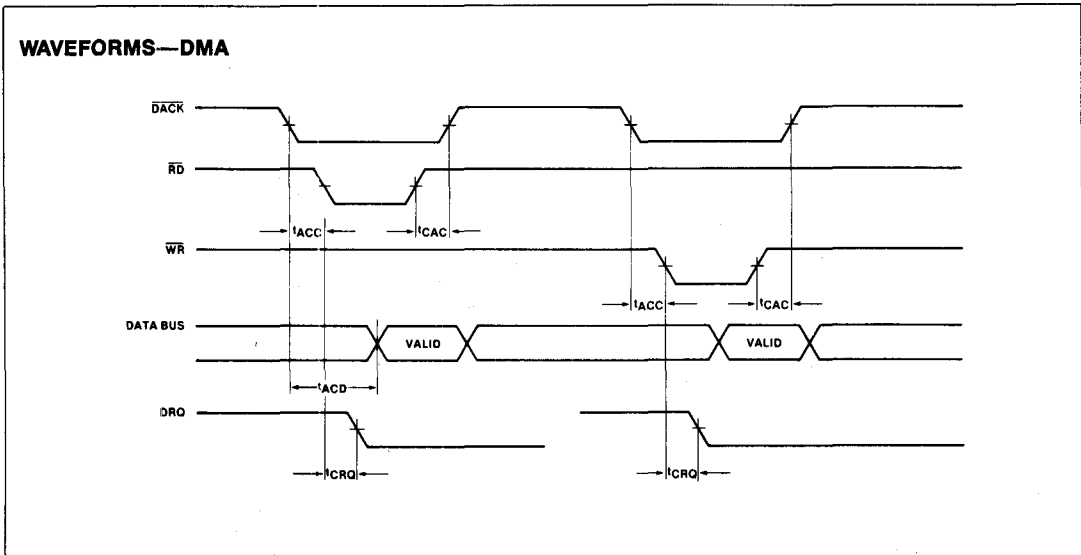 WAVEFORMS—DMA
DACK
RD
tACC
tCAC
WR
tACC
tCAC
DATA BUS
VALID
VALID
tACD
DRQ
tCRQ
tCRQ